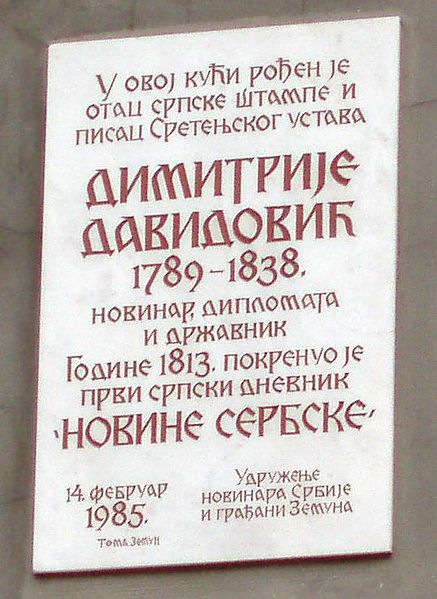 У овој кући рођен је
отац српске штампе и
писац Сретењског устава
ДИМИТРИЈЕ
ДАВИДОВИЋ
1789-1838.
новинар, дипломата
и државник
Године 1813. покренуо је
први српски дневник
'НОВИНЕ СЕРБСКЕ'
14. фебруар
1985.
Тома Земун
Удружење
новинара Србије
и грађани Земуна